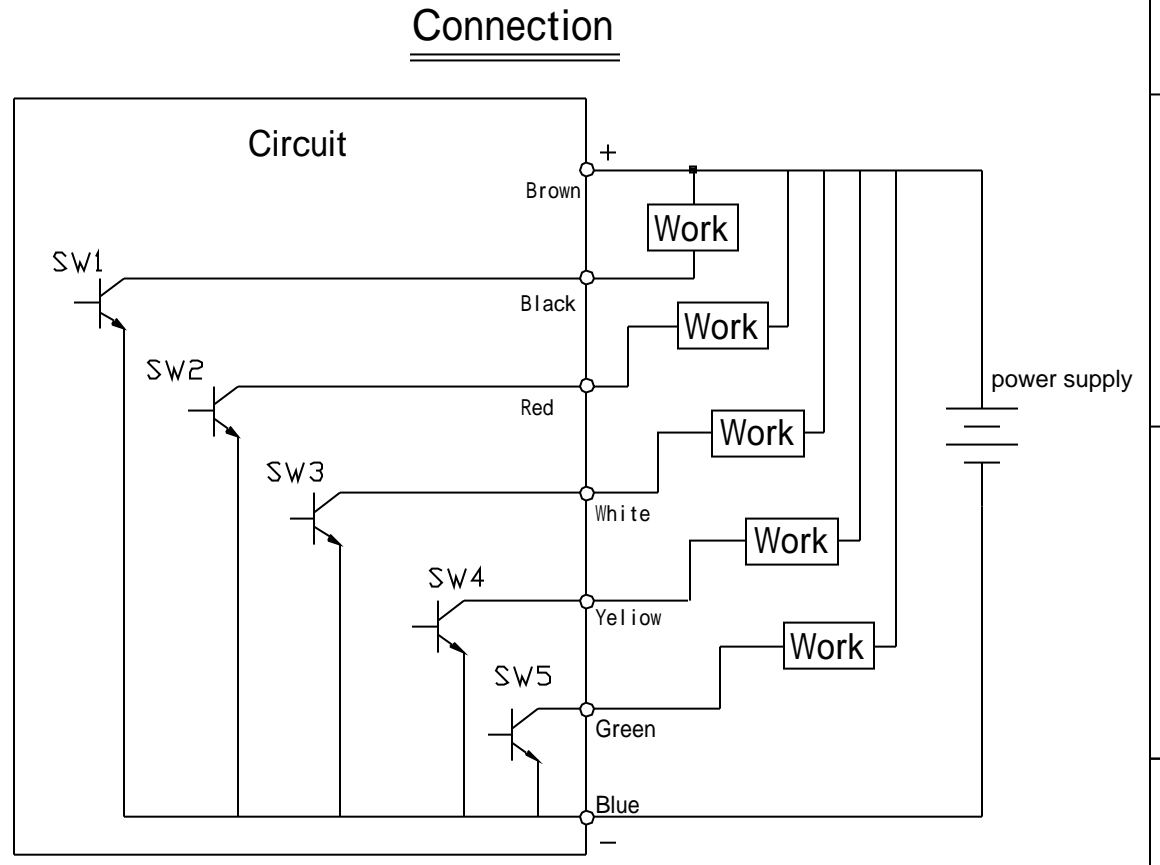 Connection
Circuit
+
Brown
Work
SW1
Black
Work
SW2
power supply
Red
Work
SW3
White
Work
SW4
Yeliow
Work
SW5
Green
Blue
−